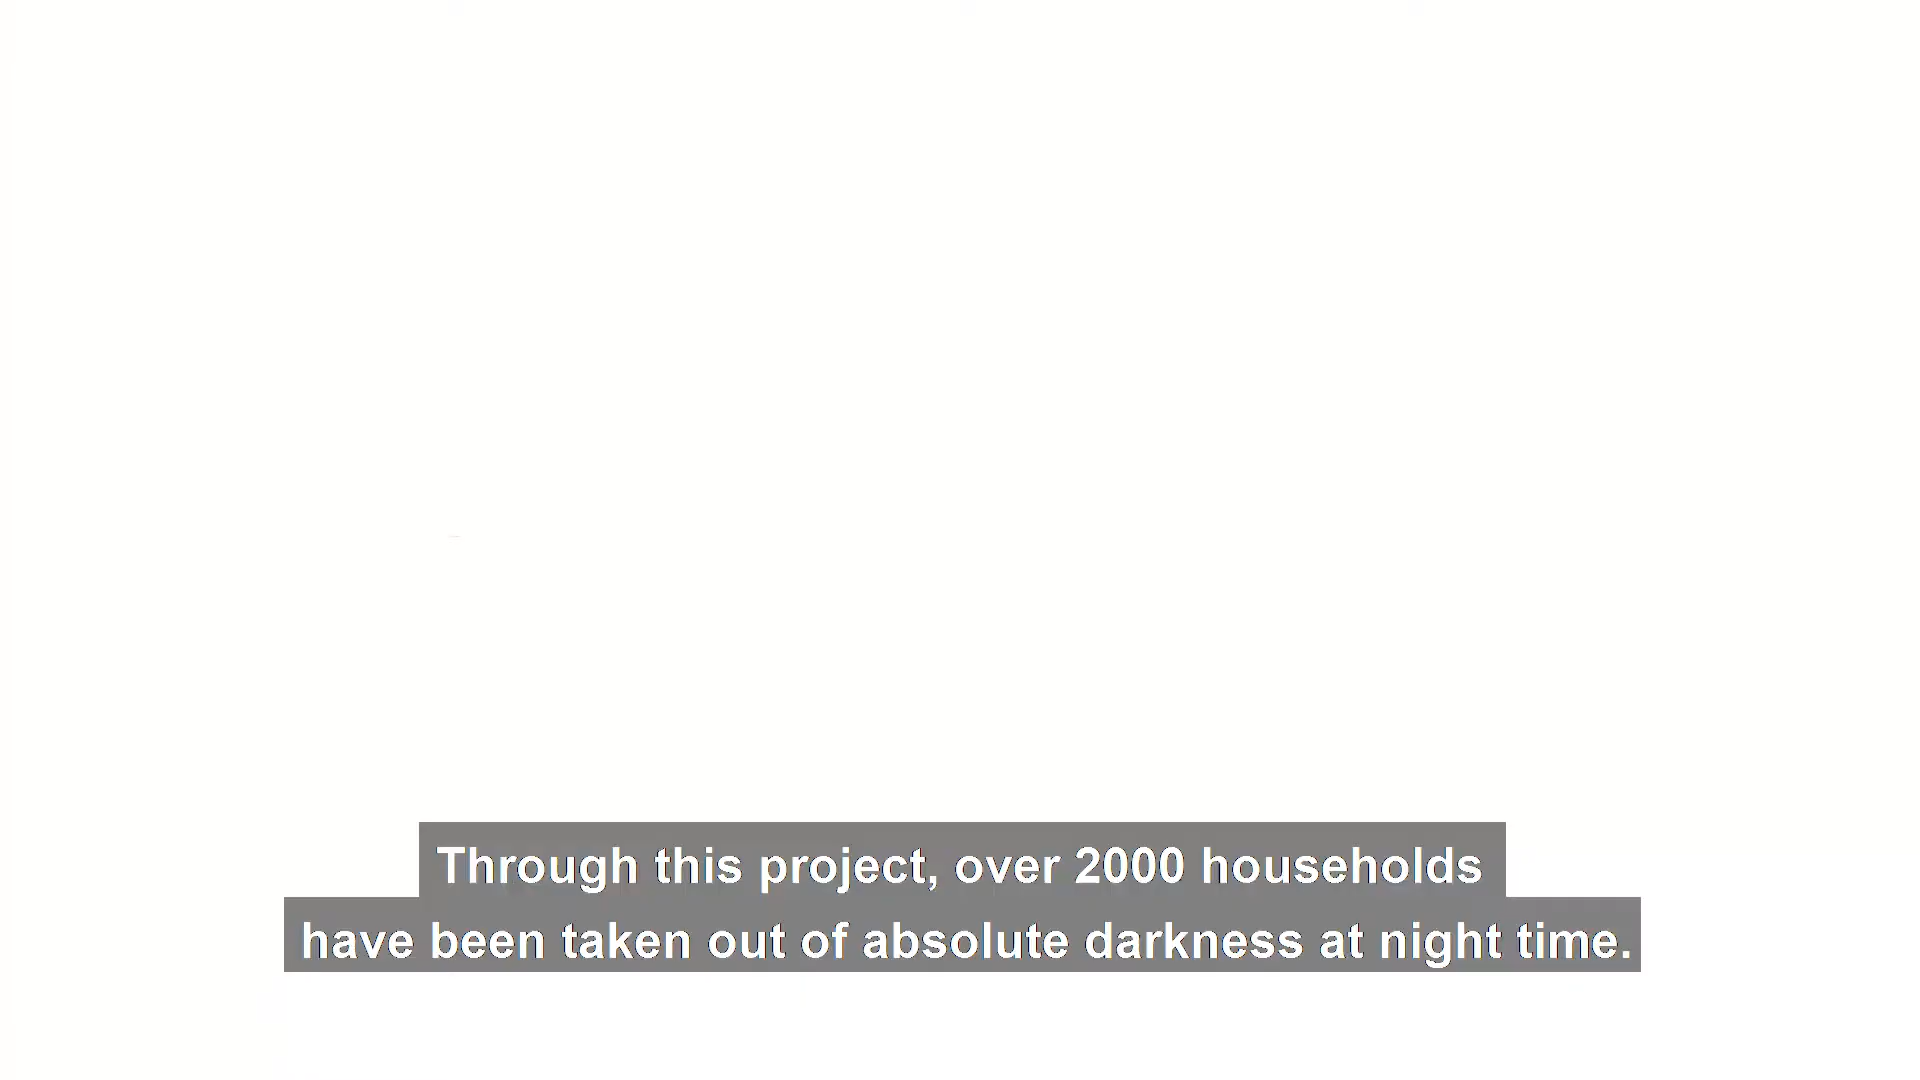 Through this project, over 2000 households
have been taken out of absolute darkness at night time.